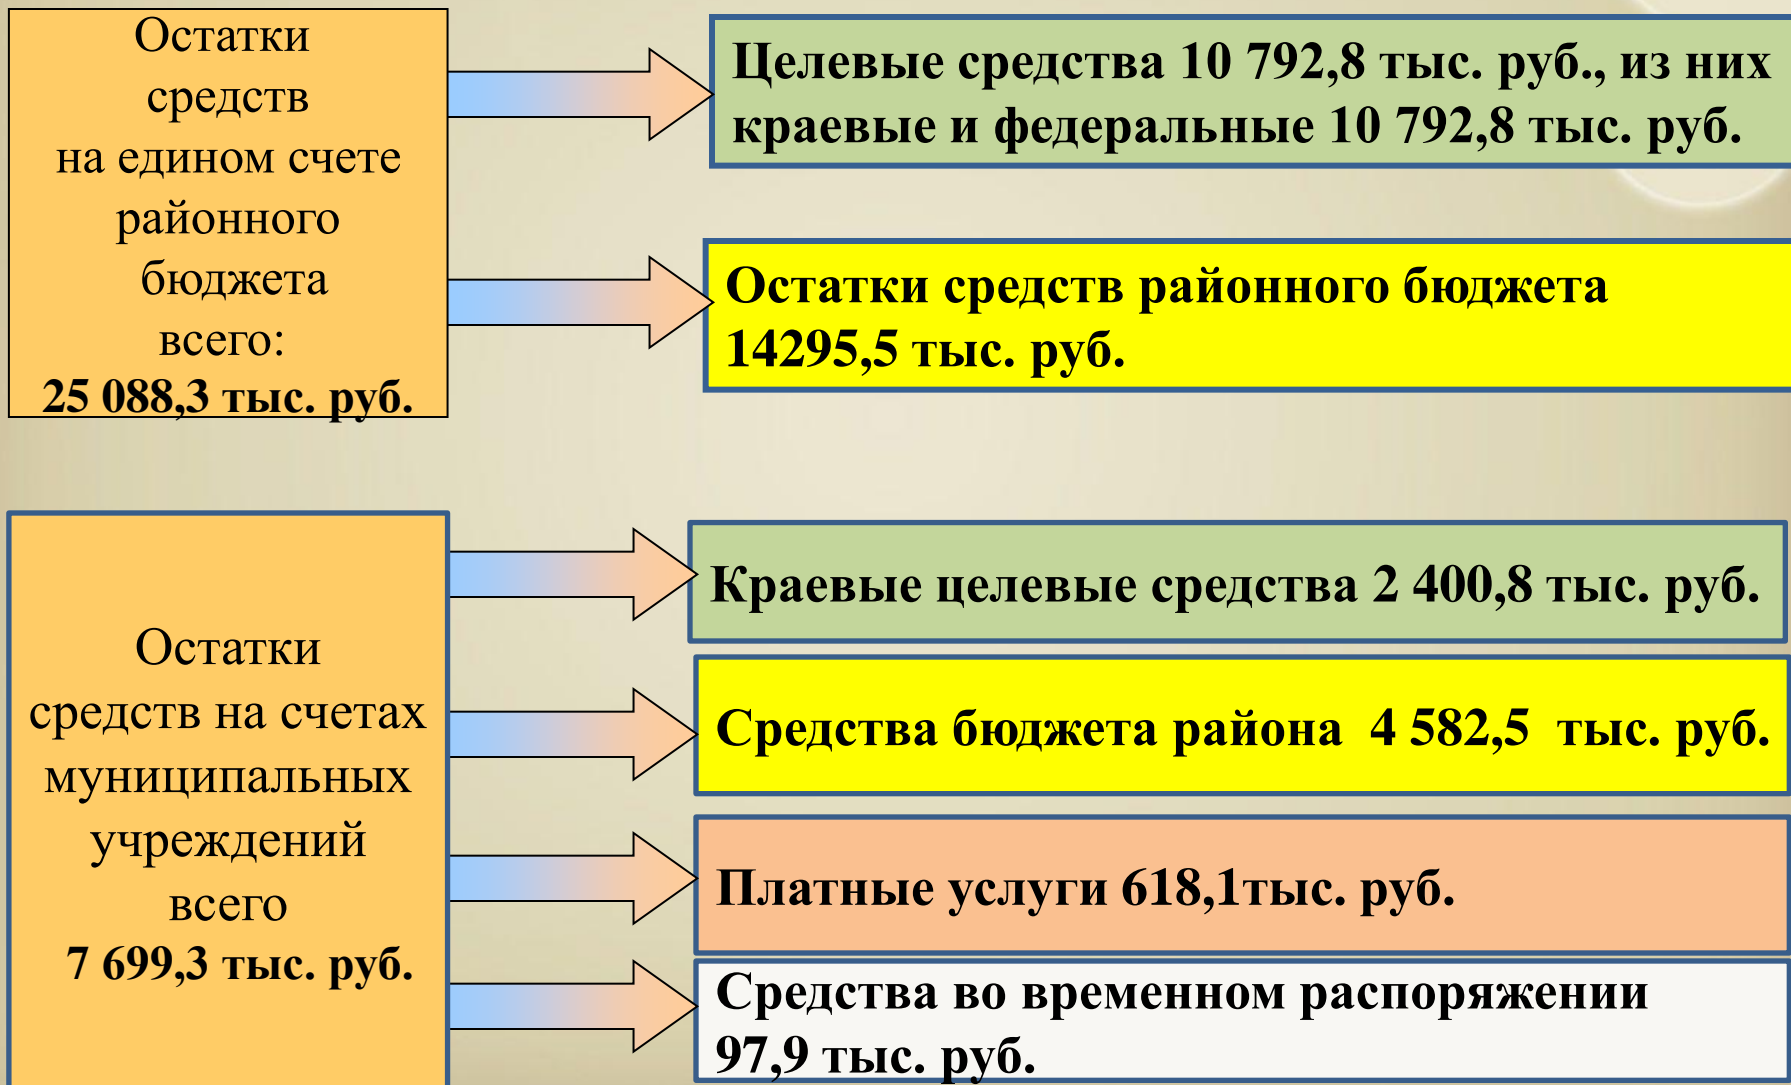 Остатки
средств
на едином счете
районного
бюджета
всего:
25 088,3 тыс. руб.
Целевые средства 10 792,8 тыс. руб., из них
краевые и федеральные 10 792,8 тыс. руб.
Остатки средств районного бюджета
14295,5 тыс. руб.
Остатки
средств на счетах
муниципальных
учреждений
всего
7 699,3 тыс. руб.
Краевые целевые средства 2 400,8 тыс. руб.
Средства бюджета района 4 582,5 тыс. руб.
Платные услуги 618,1тыс. руб.
Средства во временном распоряжении
97,9 тыс. руб.